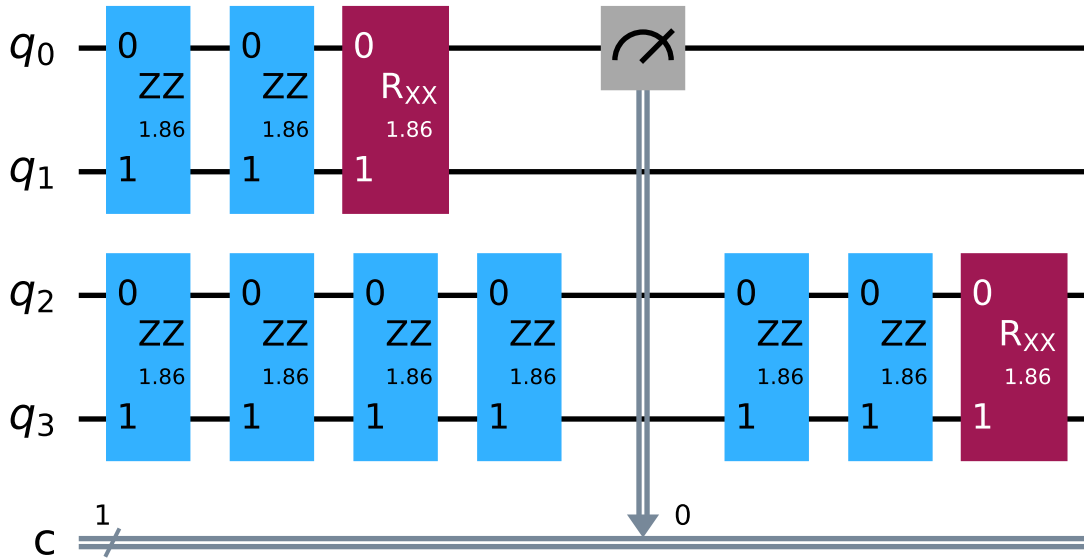 q0 0 0 0
ZZ ZZ RXX
1.86 1.86 1.86
q1 1 1 1
q2 0 0 0 0 0 0 0
ZZ ZZ ZZ ZZ ZZ ZZ RXX
1.86 1.86 1.86 1.86 1.86 1.86 1.86
q3 1 1 1 1 1 1 1
1 0
c